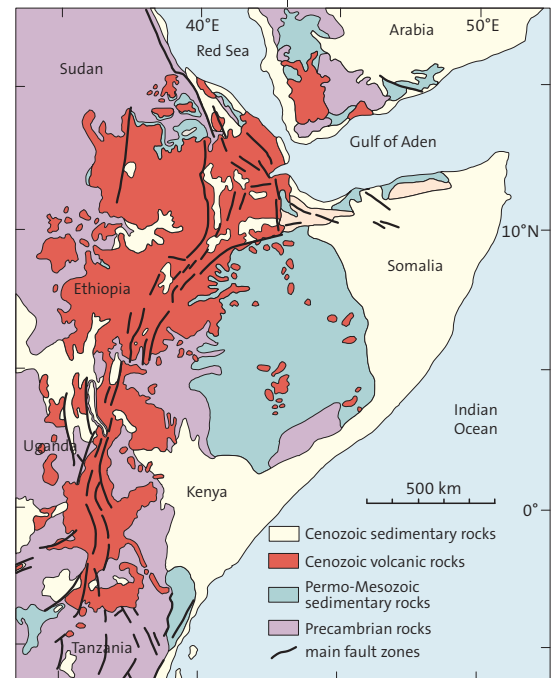 40°E
50°E
Red Sea
Arabia
Sudan
Gulf of Aden
10°N
Somalia
Ethiopia
Indian
Ocean
Uganda
Kenya
500 km
0°
Cenozoic sedimentary rocks
Cenozoic volcanic rocks
Permo-Mesozoic
sedimentary rocks
Precambrian rocks
main fault zones
Tanzania